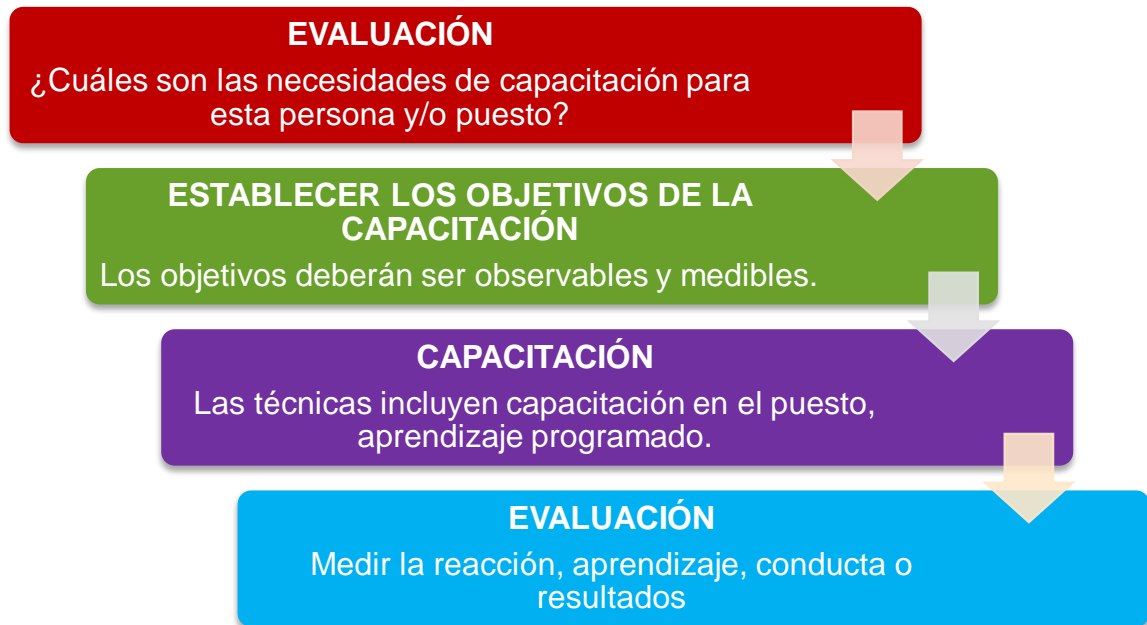 EVALUACIÓN
¿Cuáles son las necesidades de capacitación para
esta persona y/o puesto?
ESTABLECER LOS OBJETIVOS DE LA
CAPACITACIÓN
Los objetivos deberán ser observables y medibles.
CAPACITACIÓN
Las técnicas incluyen capacitación en el puesto,
aprendizaje programado.
EVALUACIÓN
Medir la reacción, aprendizaje, conducta o
resultados